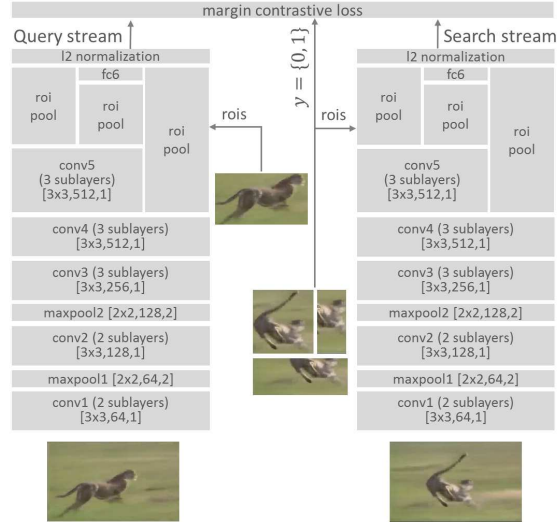 margin contrastive loss
Query stream
y = {0, 1}
Search stream
l2 normalization
fc6
roi
pool
roi
pool
roi
pool
conv5
(3 sublayers)
[3x3,512,1]
conv4 (3 sublayers)
[3x3,512,1]
conv3 (3 sublayers)
[3x3,256,1]
maxpool2 [2x2,128,2]
conv2 (2 sublayers)
[3x3,128,1]
maxpool1 [2x2,64,2]
conv1 (2 sublayers)
[3x3,64,1]
rois
rois
l2 normalization
fc6
roi
pool
roi
pool
roi
pool
conv5
(3 sublayers)
[3x3,512,1]
conv4 (3 sublayers)
[3x3,512,1]
conv3 (3 sublayers)
[3x3,256,1]
maxpool2 [2x2,128,2]
conv2 (2 sublayers)
[3x3,128,1]
maxpool1 [2x2,64,2]
conv1 (2 sublayers)
[3x3,64,1]